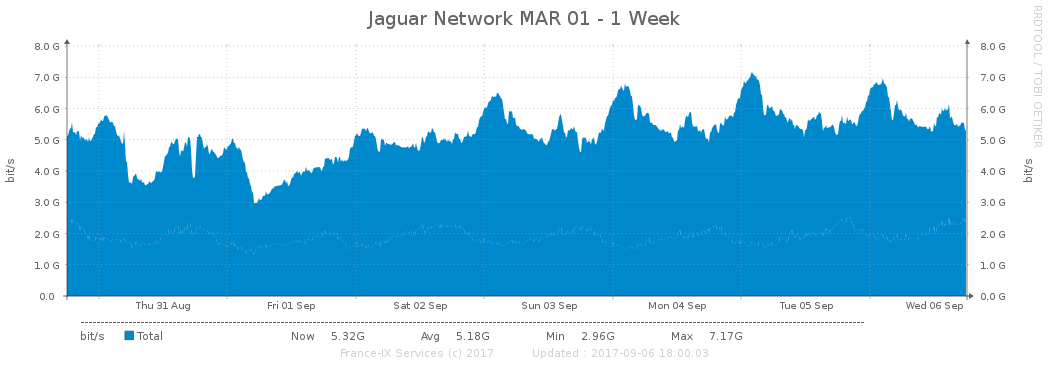 Jaguar Network MAR 01 - 1 Week
RRDTOOL / TOBI OETIKER
8.0 G 8.0 G
7.0 G 7.0 G
6.0 G 6.0 G
5.0 G 5.0 G
4.0 G 4.0 G
3.0 G 3.0 G
2.0 G 2.0 G
1.0 G 1.0 G
0.0 0.0 G
bit/s
bit/s
Thu 31 Aug Fri 01 Sep Sat 02 Sep Sun 03 Sep Mon 04 Sep Tue 05 Sep Wed 06 Sep
bit/s Total Now 5.32G Avg 5.18G Min 2.96G Max 7.17G
France-IX Services (c) 2017 Updated : 2017-09-06 18:00:03